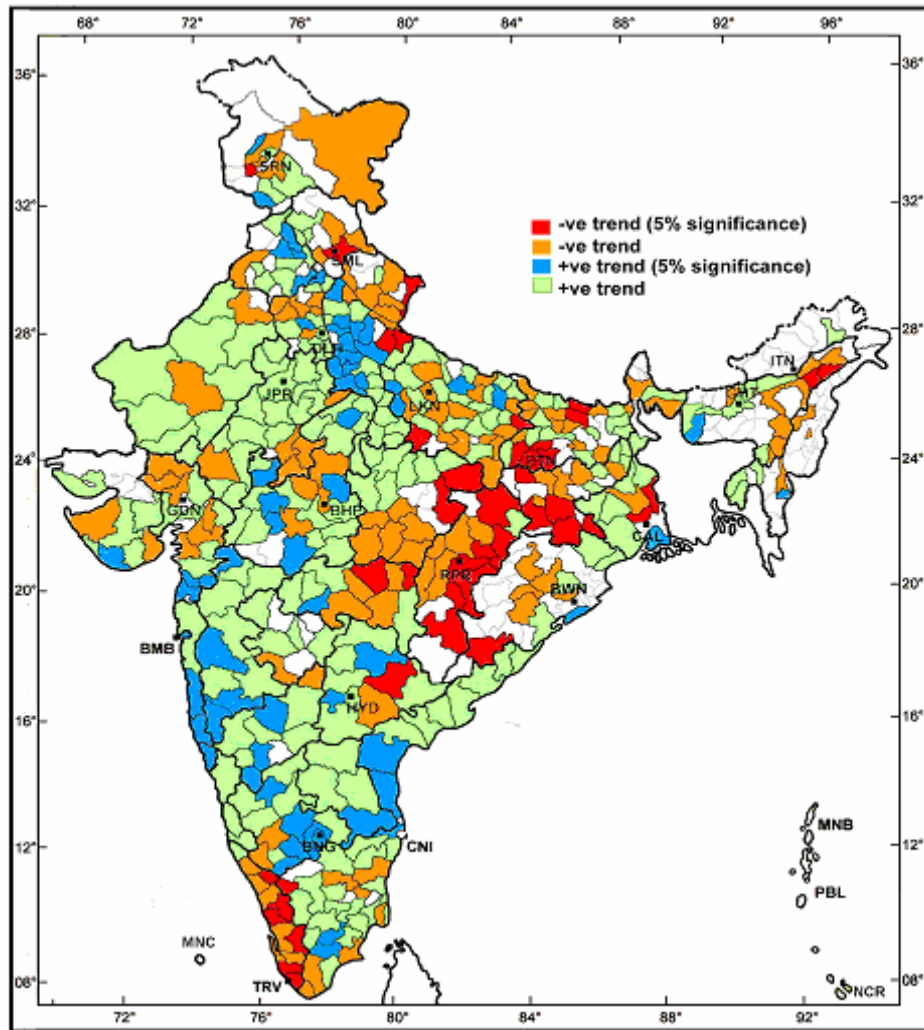 68° 72° 76° 80° 84° 88° 92° 96°
36° 36°
SRN
32° 32°
-ve trend (5% significance)
-ve trend
+ve trend (5% significance)
+ve trend
SML
28° 28°
ITN
JPR
LKN
24° 24°
GDN
BHP
CAL
RPR
20° 20°
BWN
BMB
16° 16°
HYD
12° 12°
BNG
CNI
MNB
PBL
MNC
08° 08°
TRV
NCR
72° 76° 80° 84° 88° 92°